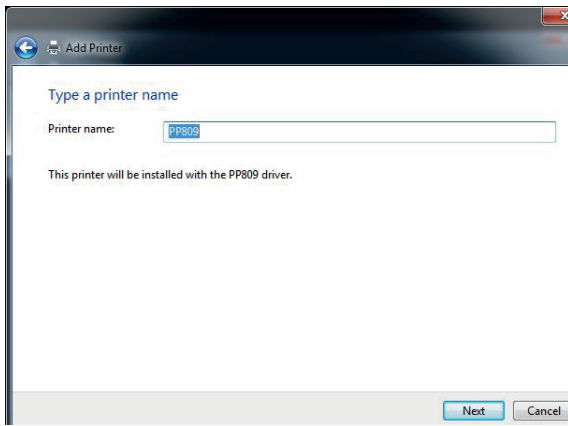 Add Printer
Type a printer name
Printer name: PP809
This printer will be installed with the PP809 driver.
Next Cancel